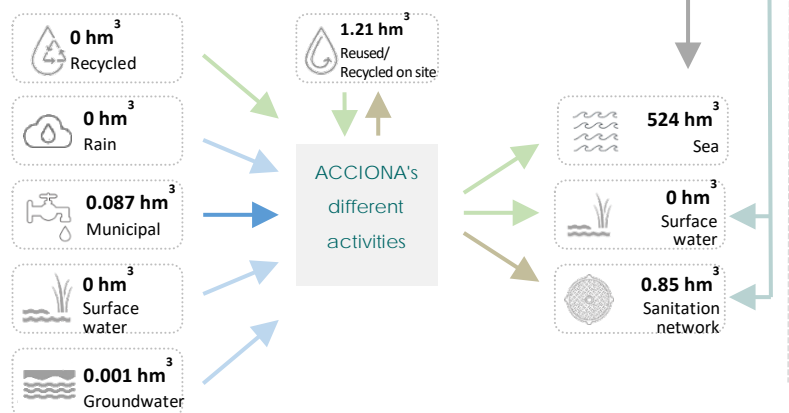 0 hm³
Recycled
0 hm³
Rain
0.087 hm³
Municipal
0 hm³
Surface
water
0.001 hm³
Groundwater
1.21 hm³
Reused/
Recycled on site
ACCIONA's
different
activities
524 hm³
Sea
0 hm³
Surface
water
0.85 hm³
Sanitation
network